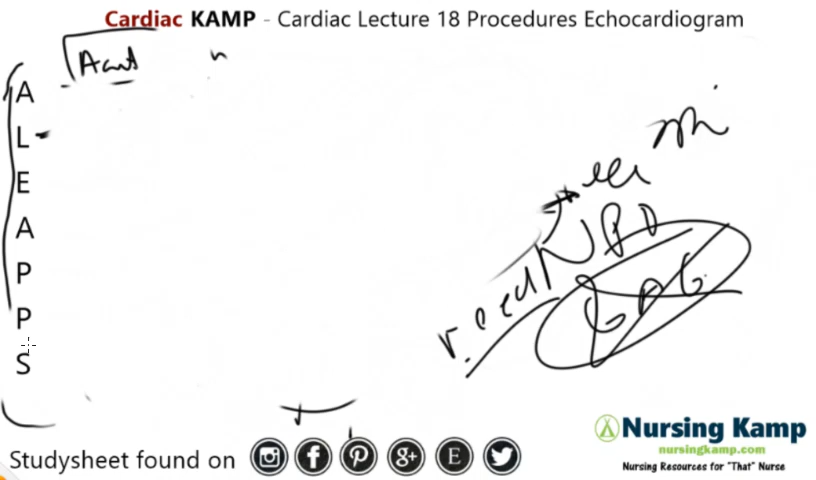 Cardiac KAMP - Cardiac Lecture 18 Procedures Echocardiogram
A
L-
E
A
P
P
S
NPO
Nursing Kamp
nursingkamp.com
Nursing Resources for "That" Nurse
Studysheet found on